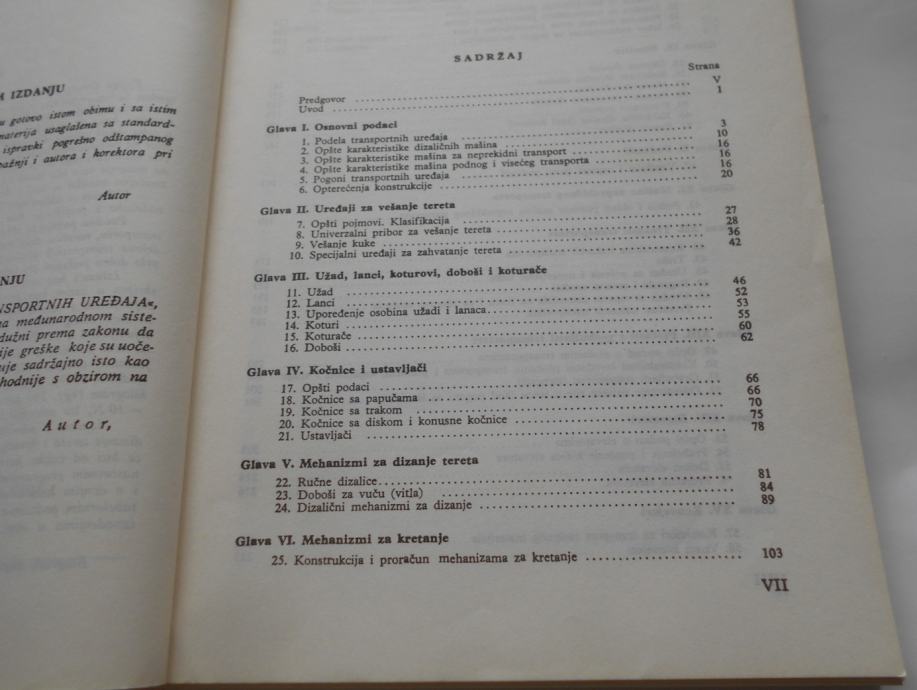 M IZDANJU
u gotovo istom obimu i sa istim
materija usaglašena sa standard-
ispravki pogrešno odštampanog
pažnji i autora i korektora pri
Autor
NJU
NSPORTNIH UREĐAJA«,
na međunarodnom siste-
dužni prema zakonu da
ije greške koje su uoče-
uje sadržajno isto kao
hodnije s obzirom na
Autor,
SADRŽAJ
Strana
Predgovor V
Uvod 1
Glava I. Osnovni podaci
1. Podela transportnih uređaja 3
2. Opšte karakteristike dizaličnih mašina 10
3. Opšte karakteristike mašina za neprekidni transport 16
4. Opšte karakteristike mašina podnog i visećeg transporta 16
5. Pogoni transportnih uređaja 16
6. Opterećenja konstrukcije 20
Glava II. Uređaji za vešanje tereta
7. Opšti pojmovi. Klasifikacija 27
8. Univerzalni pribor za vešanje tereta 28
9. Vešanje kuke 36
10. Specijalni uređaji za zahvatanje tereta 42
Glava III. Užad, lanci, koturovi, doboši i koturače
11. Užad 46
12. Lanci 52
13. Upoređenje osobina užadi i lanaca 53
14. Koturi 55
15. Koturače 60
16. Doboši 62
Glava IV. Kočnice i ustavljači
17. Opšti podaci 66
18. Kočnice sa papučama 66
19. Kočnice sa trakom 70
20. Kočnice sa diskom i konusne kočnice 75
21. Ustavljači 78
Glava V. Mehanizmi za dizanje tereta
22. Ručne dizalice 81
23. Doboši za vuču (vitla) 84
24. Dizalični mehanizmi za dizanje 89
Glava VI. Mehanizmi za kretanje
25. Konstrukcija i proračun mehanizama za kretanje 103
VII